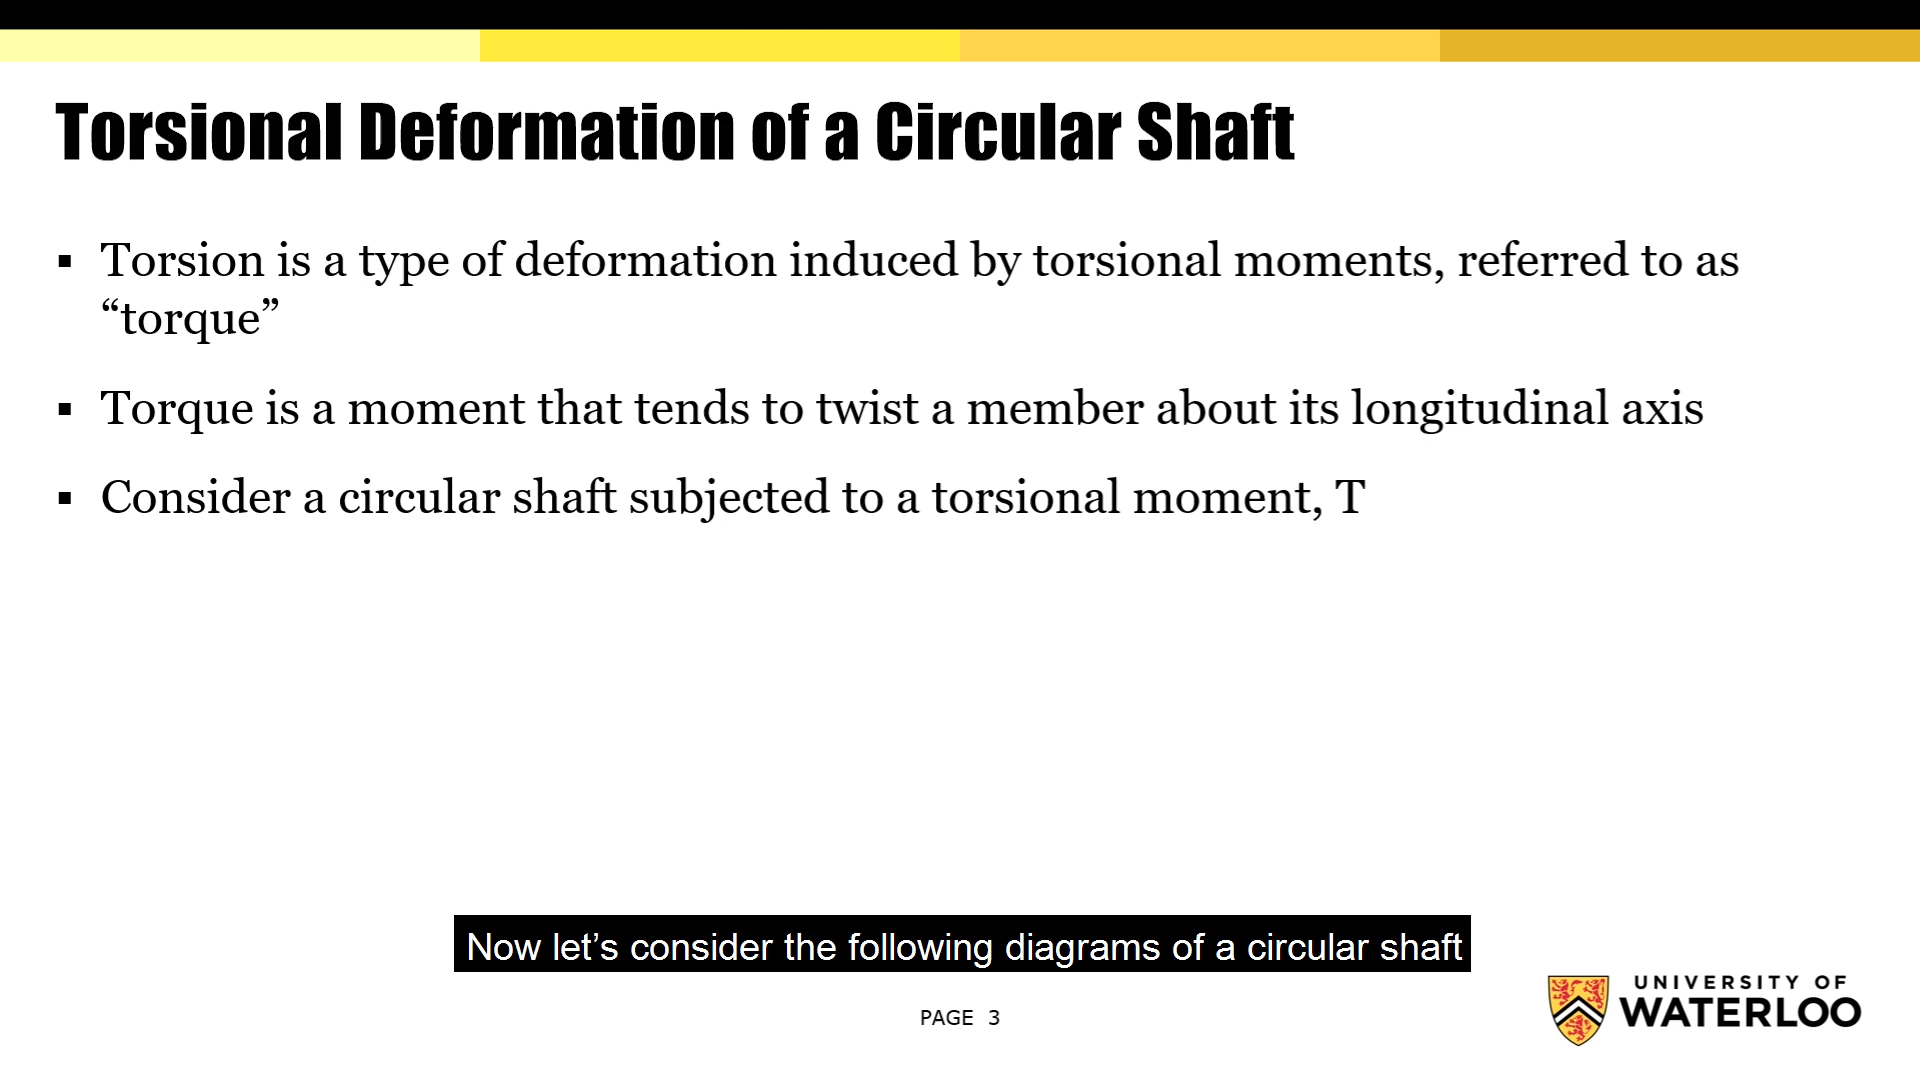 Torsional Deformation of a Circular Shaft
▪ Torsion is a type of deformation induced by torsional moments, referred to as
“torque”
▪ Torque is a moment that tends to twist a member about its longitudinal axis
▪ Consider a circular shaft subjected to a torsional moment, T
Now let’s consider the following diagrams of a circular shaft
PAGE 3
UNIVERSITY OF
WATERLOO